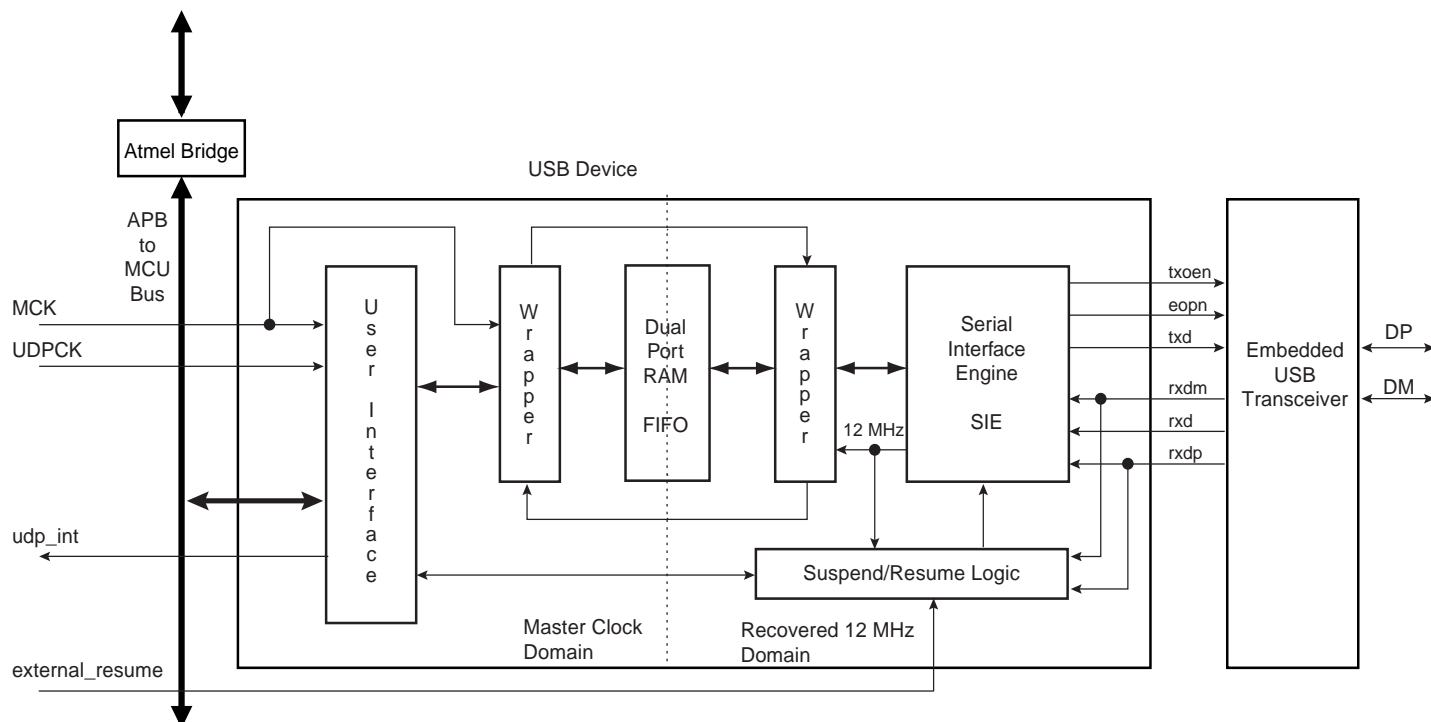 Atmel Bridge
USB Device
APB
to
MCU
Bus
MCK
UDPCK
udp_int
external_resume
User Interface
Wrapper
Dual
Port
RAM
FIFO
Wrapper
12 MHz
Serial
Interface
Engine
SIE
Suspend/Resume Logic
Master Clock
Domain
Recovered 12 MHz
Domain
txoen
eopn
txd
rxdm
rxd
rxdp
Embedded
USB
Transceiver
DP
DM